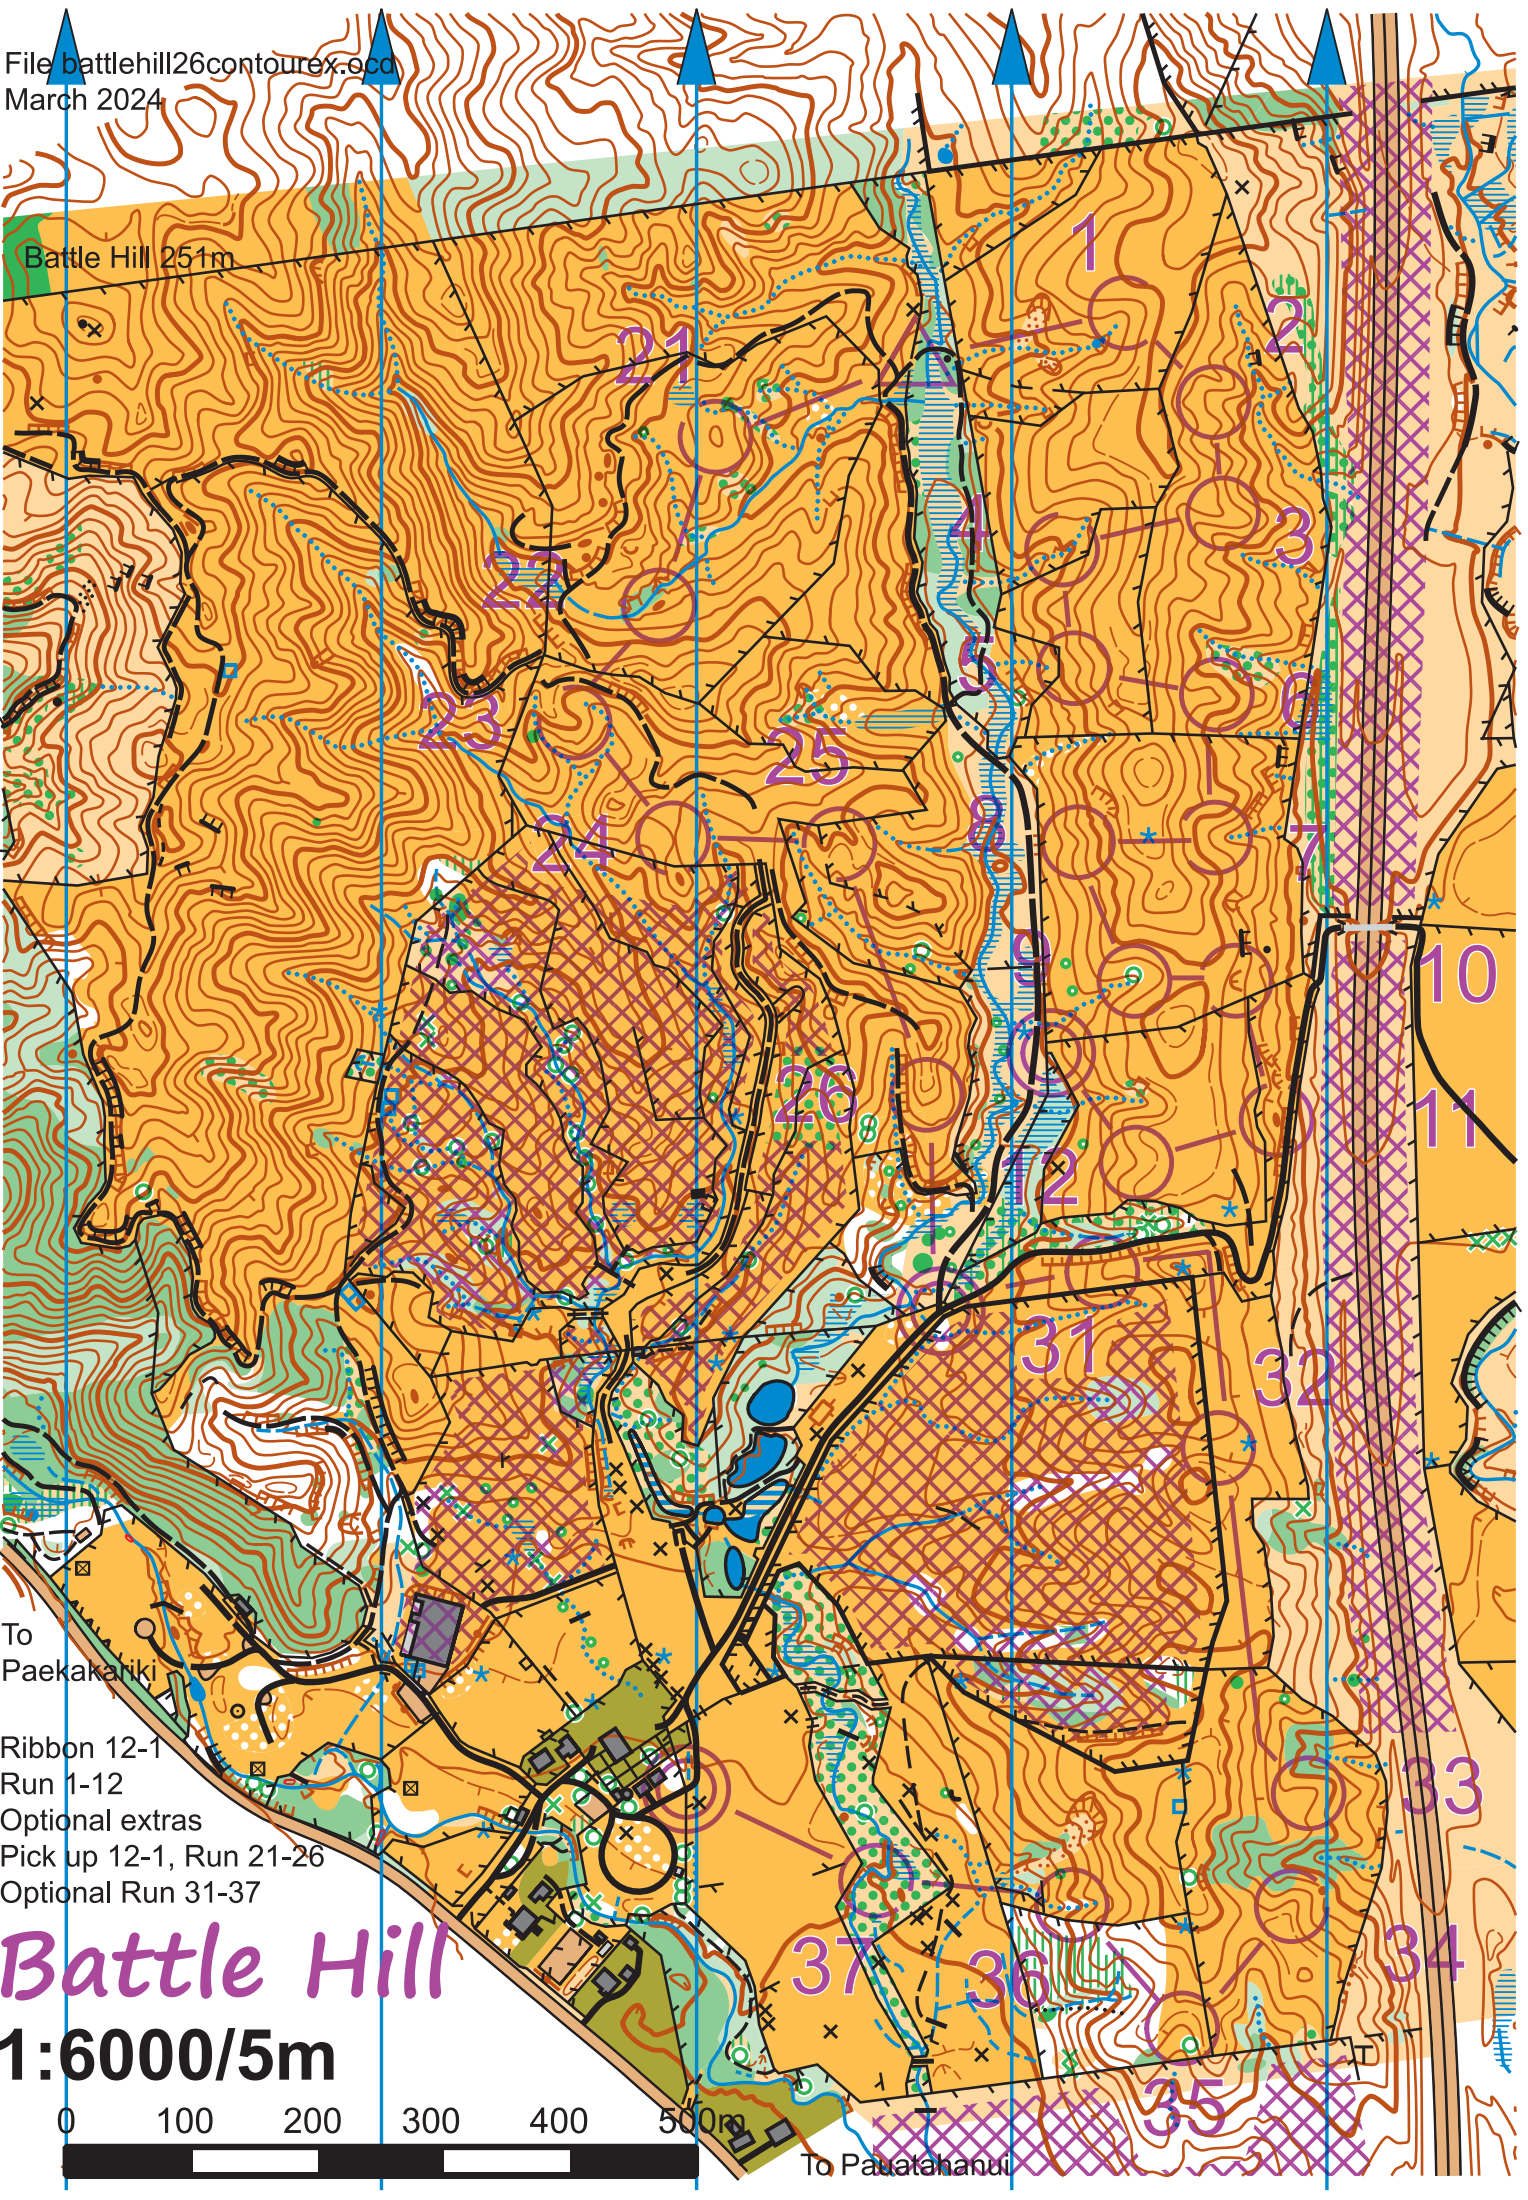 File battlehill26contourex.ocd
March 2024
Battle Hill 251m
1
2
21
4
3
22
5
6
23
25
8
7
24
9
10
26
11
12
31
32
To
Paekakariki
Ribbon 12-1
Run 1-12
Optional extras
Pick up 12-1, Run 21-26
Optional Run 31-37
33
34
37
36
Battle Hill
1:6000/5m
35
0 100 200 300 400 500m
To Pauatahanui